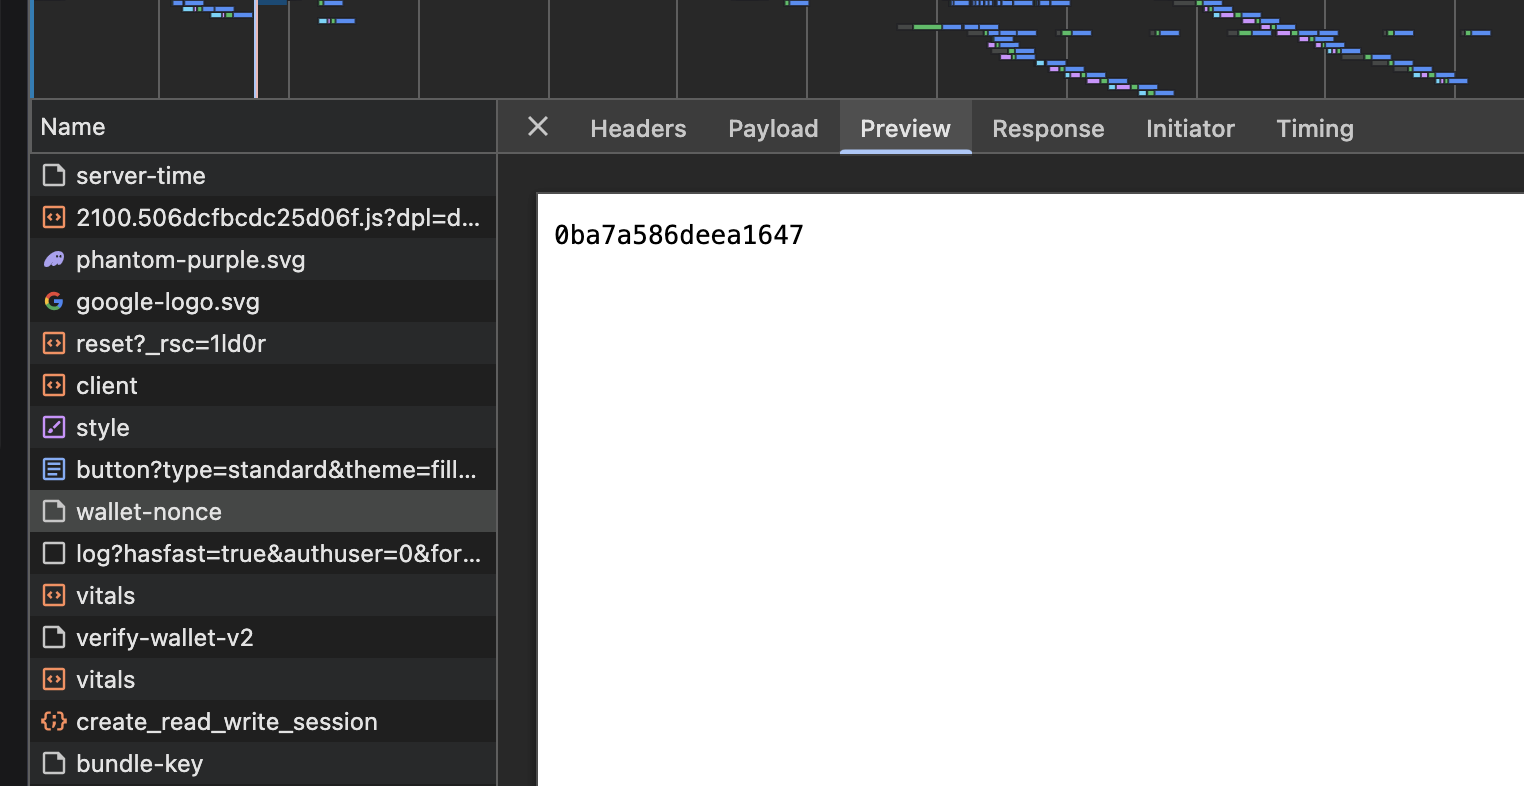 Name
Headers Payload Preview Response Initiator Timing
server-time
2100.506dcfbcdc25d06f.js?dpl=d...
phantom-purple.svg
google-logo.svg
reset?_rsc=1ld0r
client
style
button?type=standard&theme=fill...
wallet-nonce
log?hasfast=true&authuser=0&for...
vitals
verify-wallet-v2
vitals
create_read_write_session
bundle-key
0ba7a586deea1647